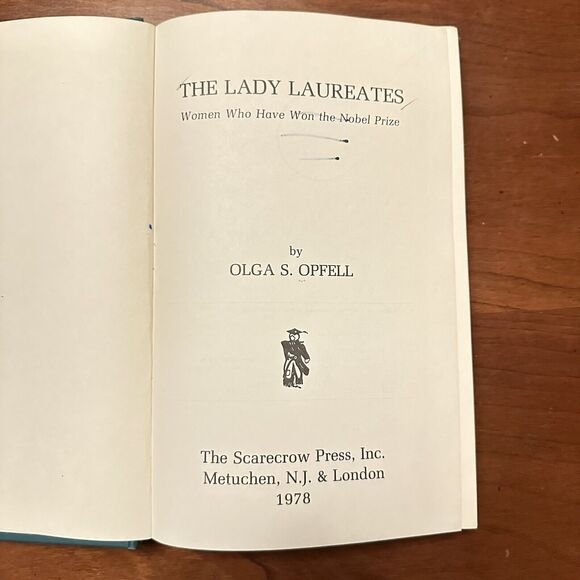 THE LADY LAUREATES
Women Who Have Won the Nobel Prize
by
OLGA S. OPFELL
The Scarecrow Press, Inc.
Metuchen, N.J. & London
1978